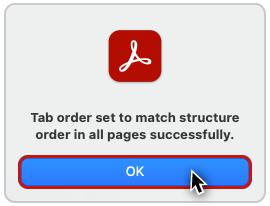 Tab order set to match structure
order in all pages successfully.
OK